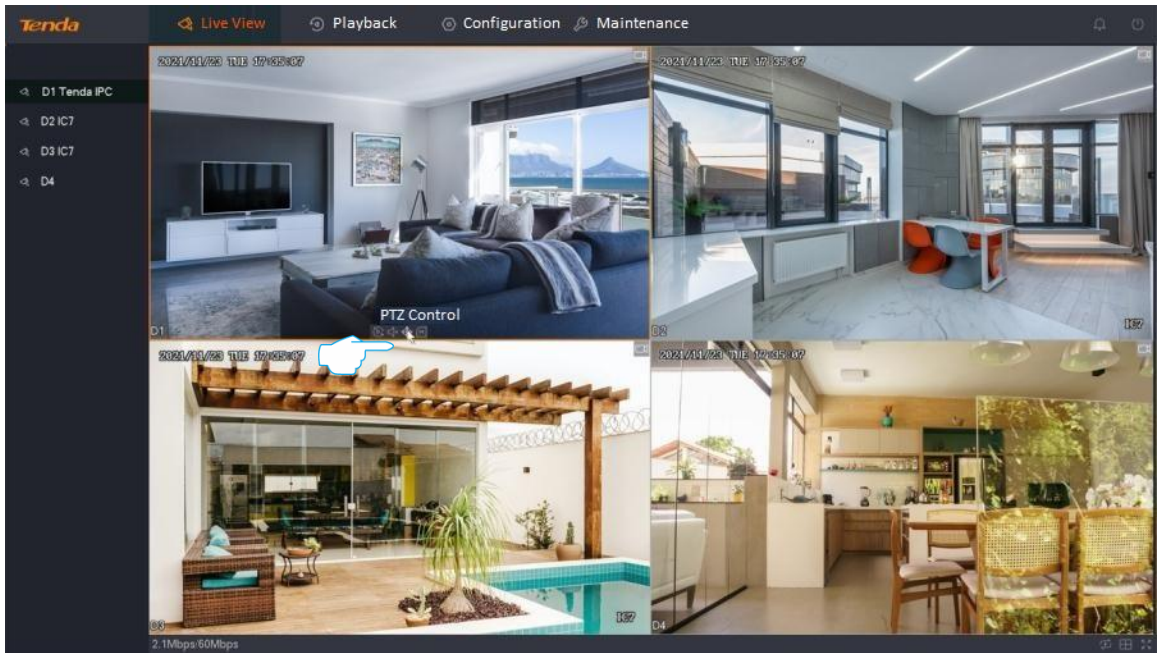 Tenda
Live View
Playback
Configuration
Maintenance
D1 Tenda IPC
D2 IC7
D3 IC7
D4
2021/11/23 TUE 17:35:07
2021/11/23 TUE 17:35:07
PTZ Control
D1
D2
IC7
2021/11/23 TUE 17:35:07
2021/11/23 TUE 17:35:07
IC7
D3
D4
2.1Mbps/60Mbps